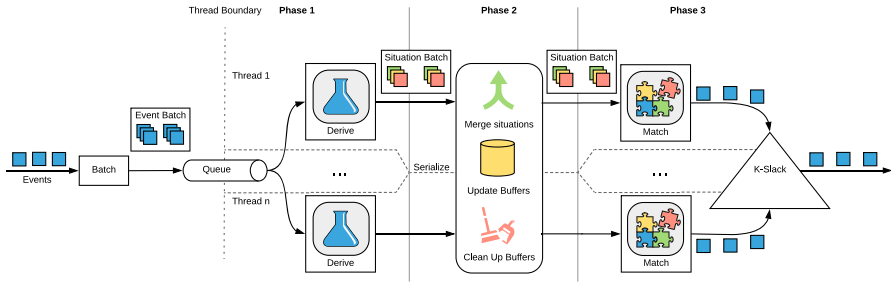 Thread Boundary
Phase 1
Phase 2
Phase 3
Thread 1
Situation Batch
Situation Batch
Event Batch
Derive
Merge situations
Match
Events
Batch
Queue
...
Serialize
...
K-Slack
Update Buffers
Thread n
Derive
Clean Up Buffers
Match